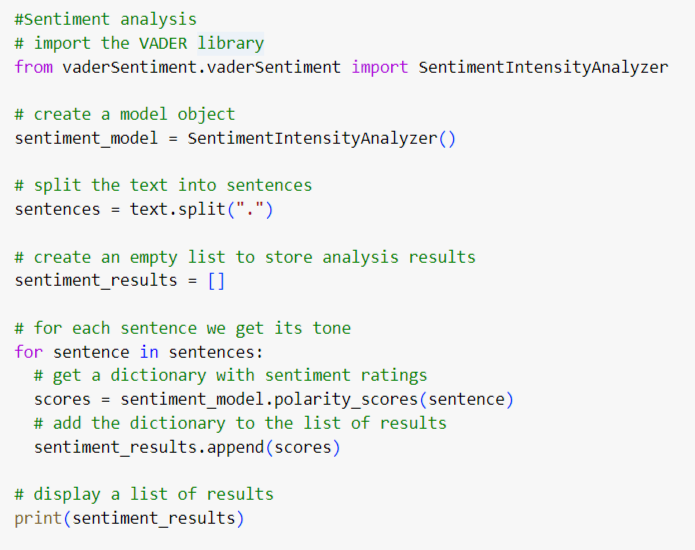 #Sentiment analysis
# import the VADER library
from vaderSentiment.vaderSentiment import SentimentIntensityAnalyzer
# create a model object
sentiment_model = SentimentIntensityAnalyzer()
# split the text into sentences
sentences = text.split(".")
# create an empty list to store analysis results
sentiment_results = []
# for each sentence we get its tone
for sentence in sentences:
  # get a dictionary with sentiment ratings
  scores = sentiment_model.polarity_scores(sentence)
  # add the dictionary to the list of results
  sentiment_results.append(scores)
# display a list of results
print(sentiment_results)